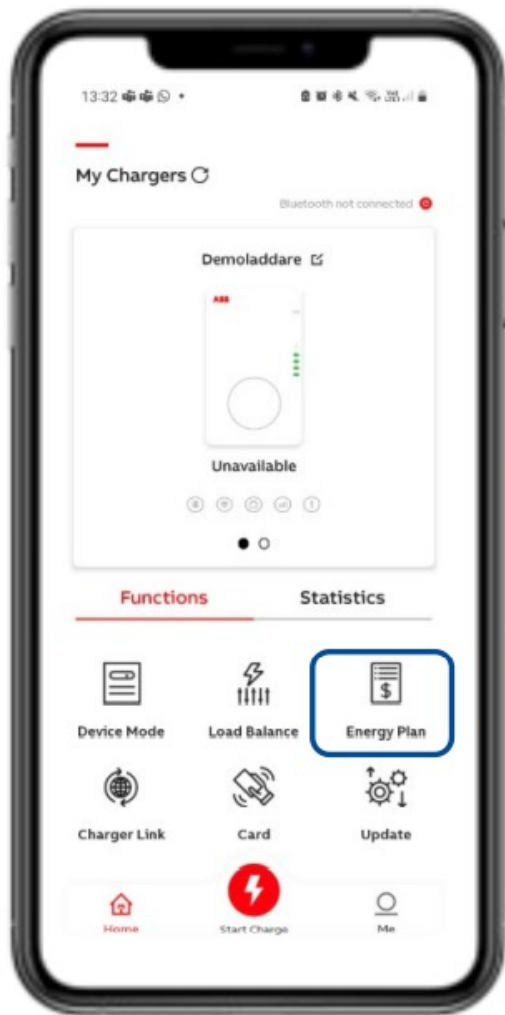 13:32
My Chargers
Bluetooth not connected
Demoladdare
ABB
Unavailable
Functions Statistics
Device Mode Load Balance Energy Plan
Charger Link Card Update
Home Start Charge Me